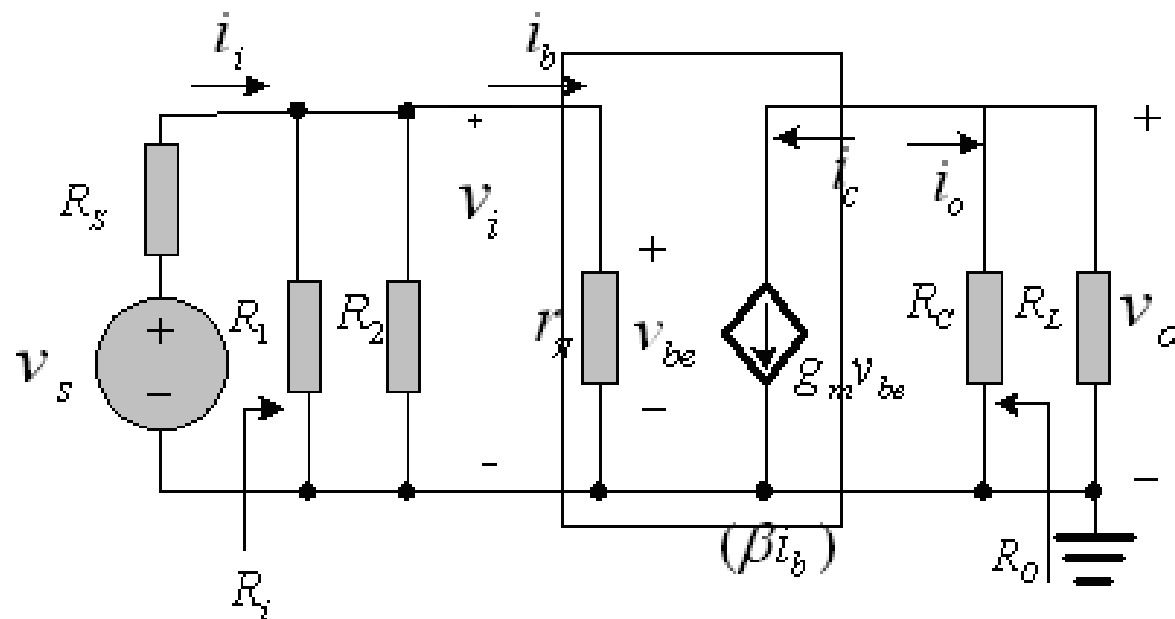 i_i i_b
+ +
R_s v_i i_c i_o
+
R_1 R_2 r_π v_be g_m v_be R_C R_L v_o
+
v_s
−
−
− −
(βi_b)
R_i R_O